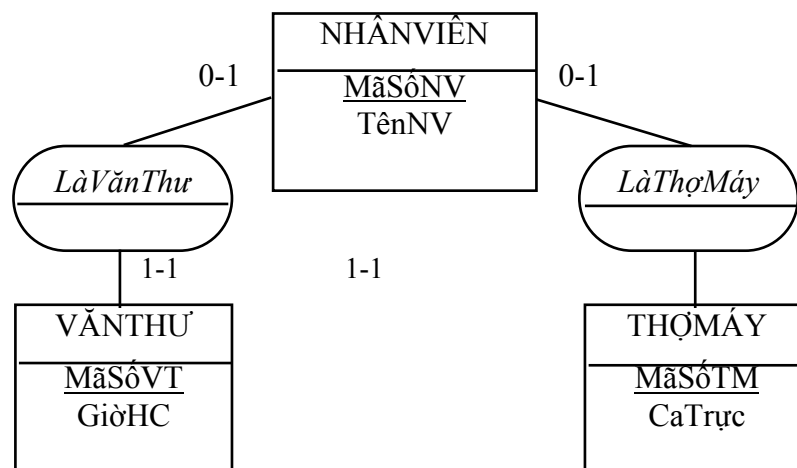 NHÂNVIÊN
0-1
0-1
MãSốNV
TênNV
LàVănThư
LàThợMáy
1-1
1-1
VĂNTHƯ
THỢMÁY
MãSốVT
MãSốTM
GiờHC
CaTrực